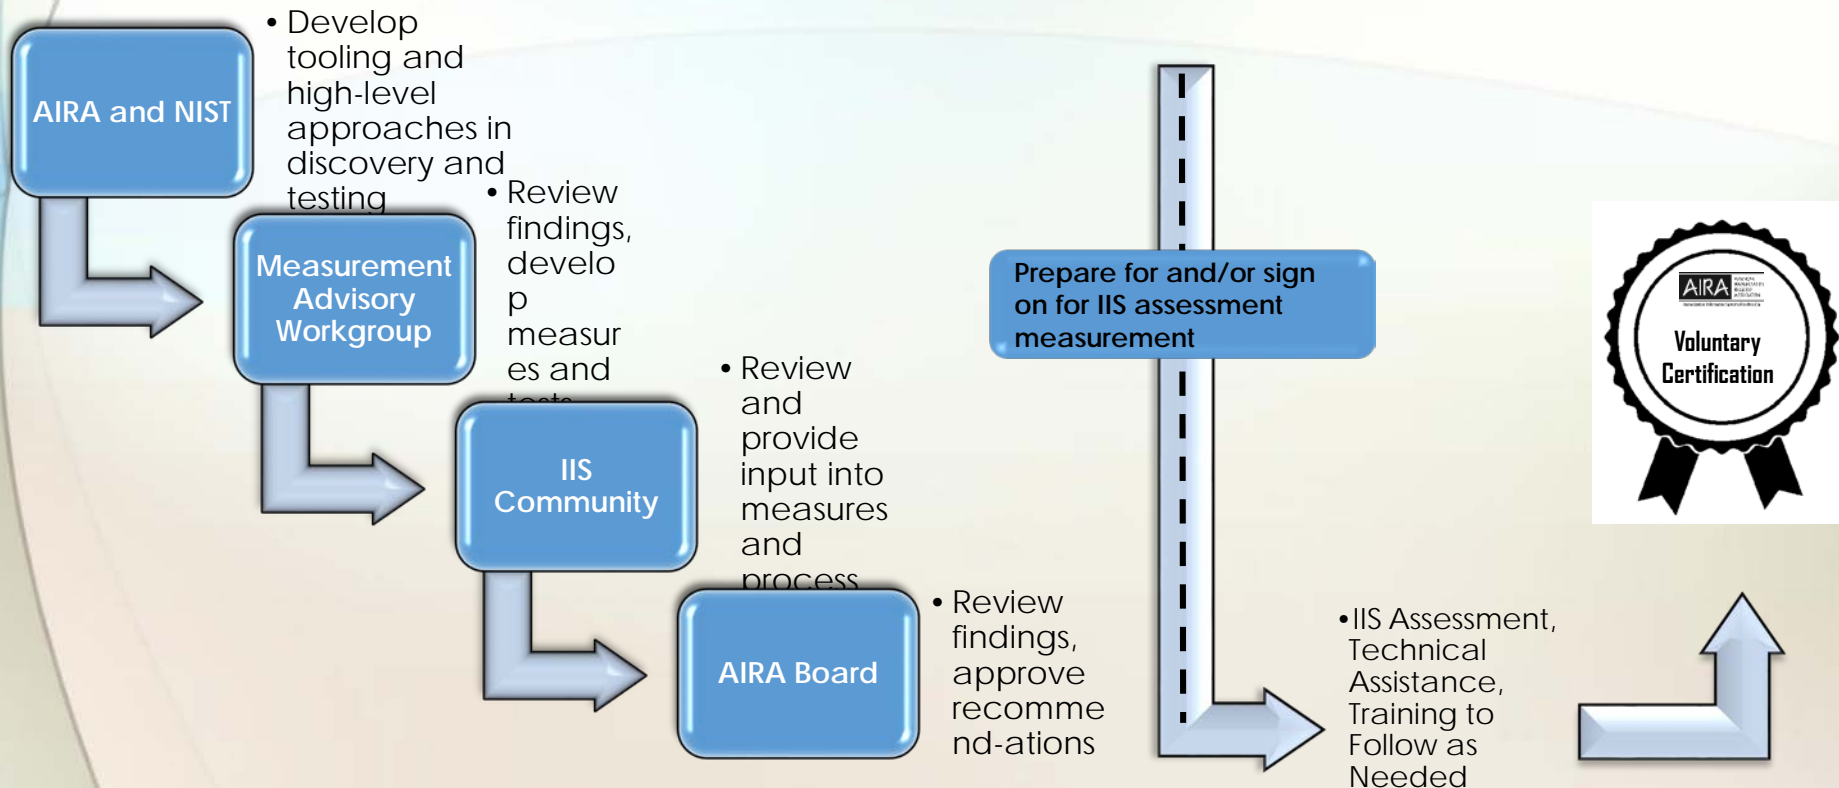 AIRA and NIST
• Develop
tooling and
high-level
approaches in
discovery and
testing
Measurement
Advisory
Workgroup
• Review
findings,
develo
p
measur
es and
tests
IIS
Community
• Review
and
provide
input into
measures
and
process
AIRA Board
• Review
findings,
approve
recomme
nd-ations
Prepare for and/or sign
on for IIS assessment
measurement
•IIS Assessment,
Technical
Assistance,
Training to
Follow as
Needed
AIRA
Voluntary
Certification